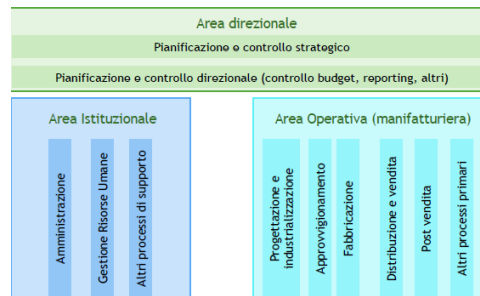 Area direzionale
Pianificazione e controllo strategico
Pianificazione e controllo direzionale (controllo budget, reporting, altri)
Area Istituzionale
Amministrazione
Gestione Risorse Umane
Altri processi di supporto
Area Operativa (manifatturiera)
Progettazione e
industrializzazione
Approvvigionamento
Fabbricazione
Distribuzione e vendita
Post vendita
Altri processi primari